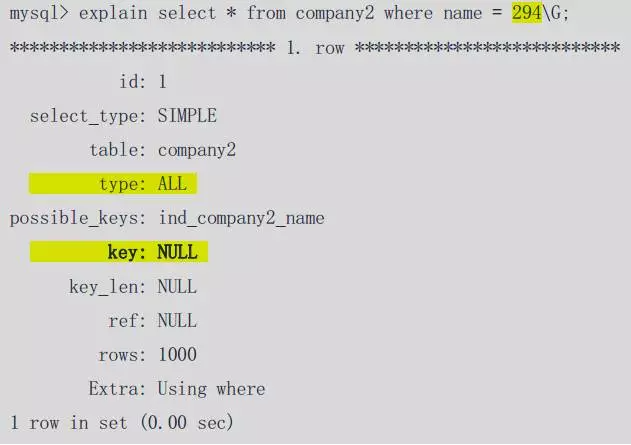 mysql> explain select * from company2 where name = 294\G;
*************************** 1. row ***************************
id: 1
select_type: SIMPLE
table: company2
type: ALL
possible_keys: ind_company2_name
key: NULL
key_len: NULL
ref: NULL
rows: 1000
Extra: Using where
1 row in set (0.00 sec)